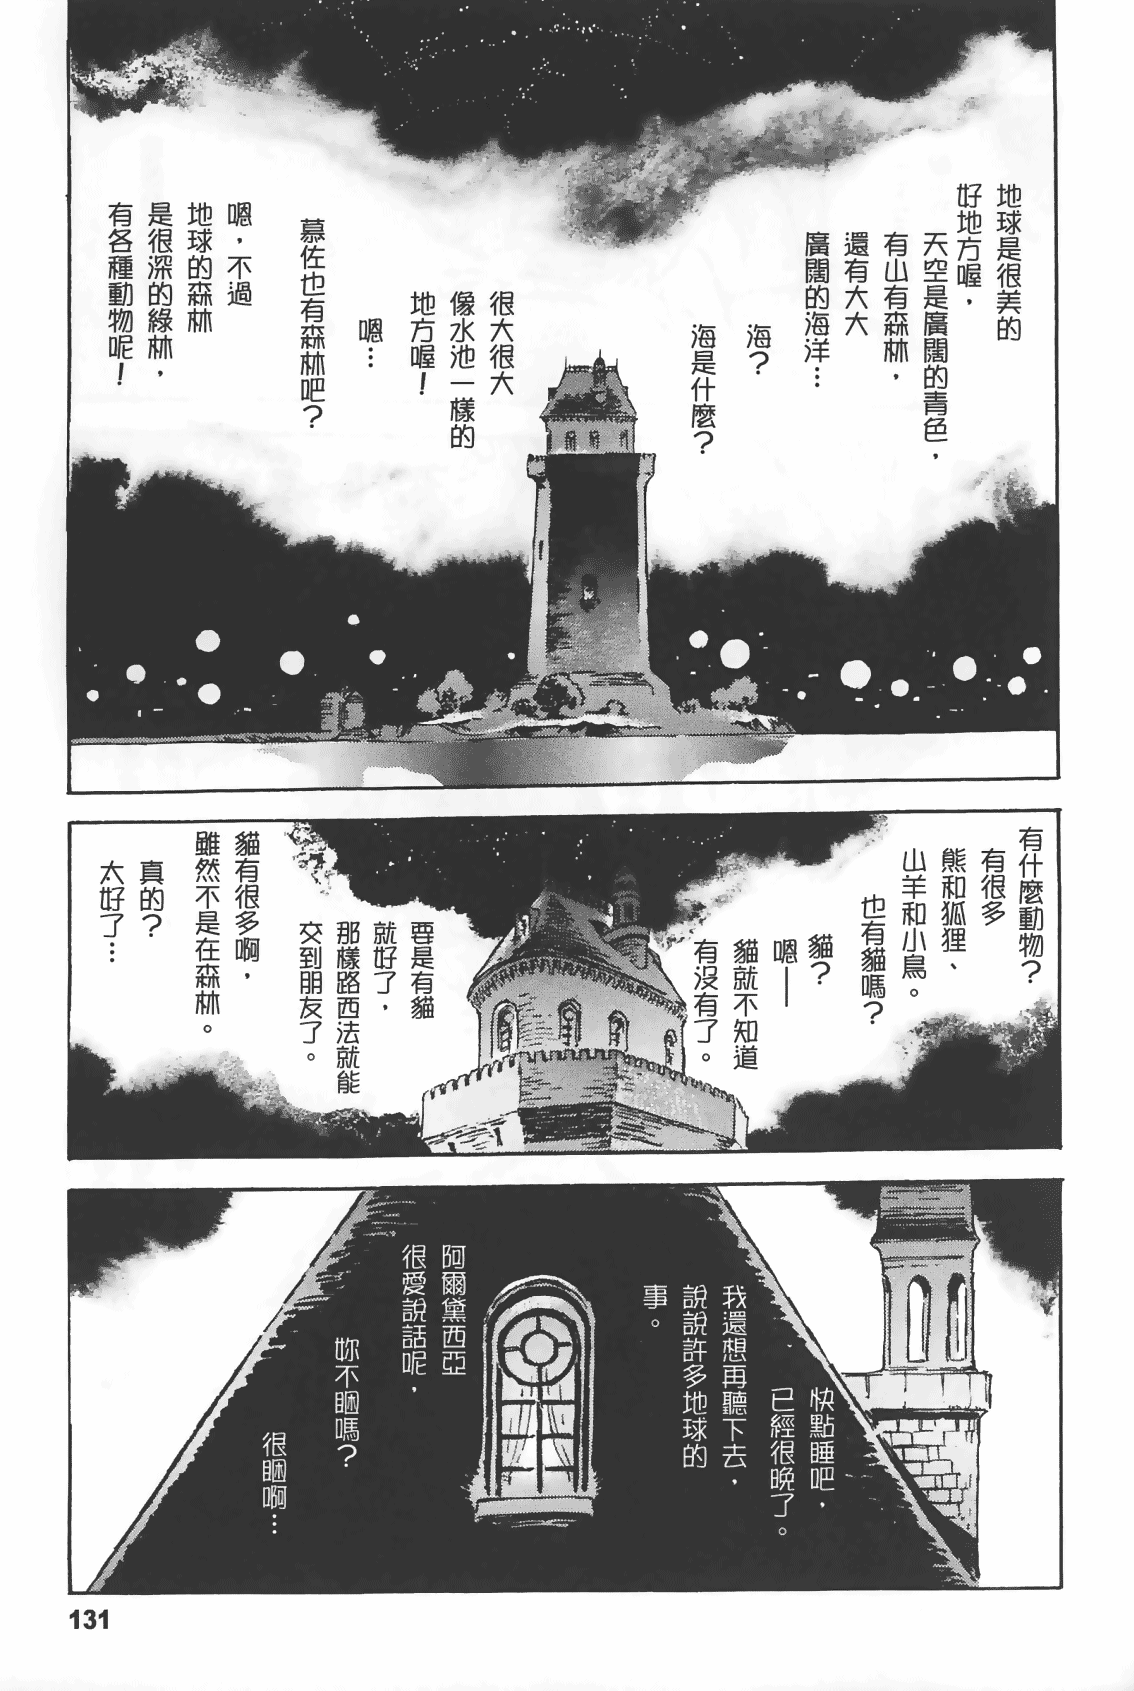 地球是很美的
好地方喔，
天空是廣闊的青色，
有山有森林，
還有大大
廣闊的海洋…
海？
海是什麼？
很大很大
像水池一樣的
地方喔！
嗯…
慕佐也有森林吧？
嗯，不過
地球的森林
是很深的綠林，
有各種動物呢！
有什麼動物？
有很多
熊和狐狸、
山羊和小鳥。
也有貓嗎？
貓？
嗯──
貓就不知道
有沒有了。
要是有貓
就好了，
那樣路西法就能
交到朋友了。
貓有很多啊，
雖然不是在森林。
真的？
太好了…
快點睡吧，
已經很晚了。
我還想再聽下去，
說說許多地球的
事。
阿爾黛西亞
很愛說話呢，
妳不睏嗎？
很睏啊…
131